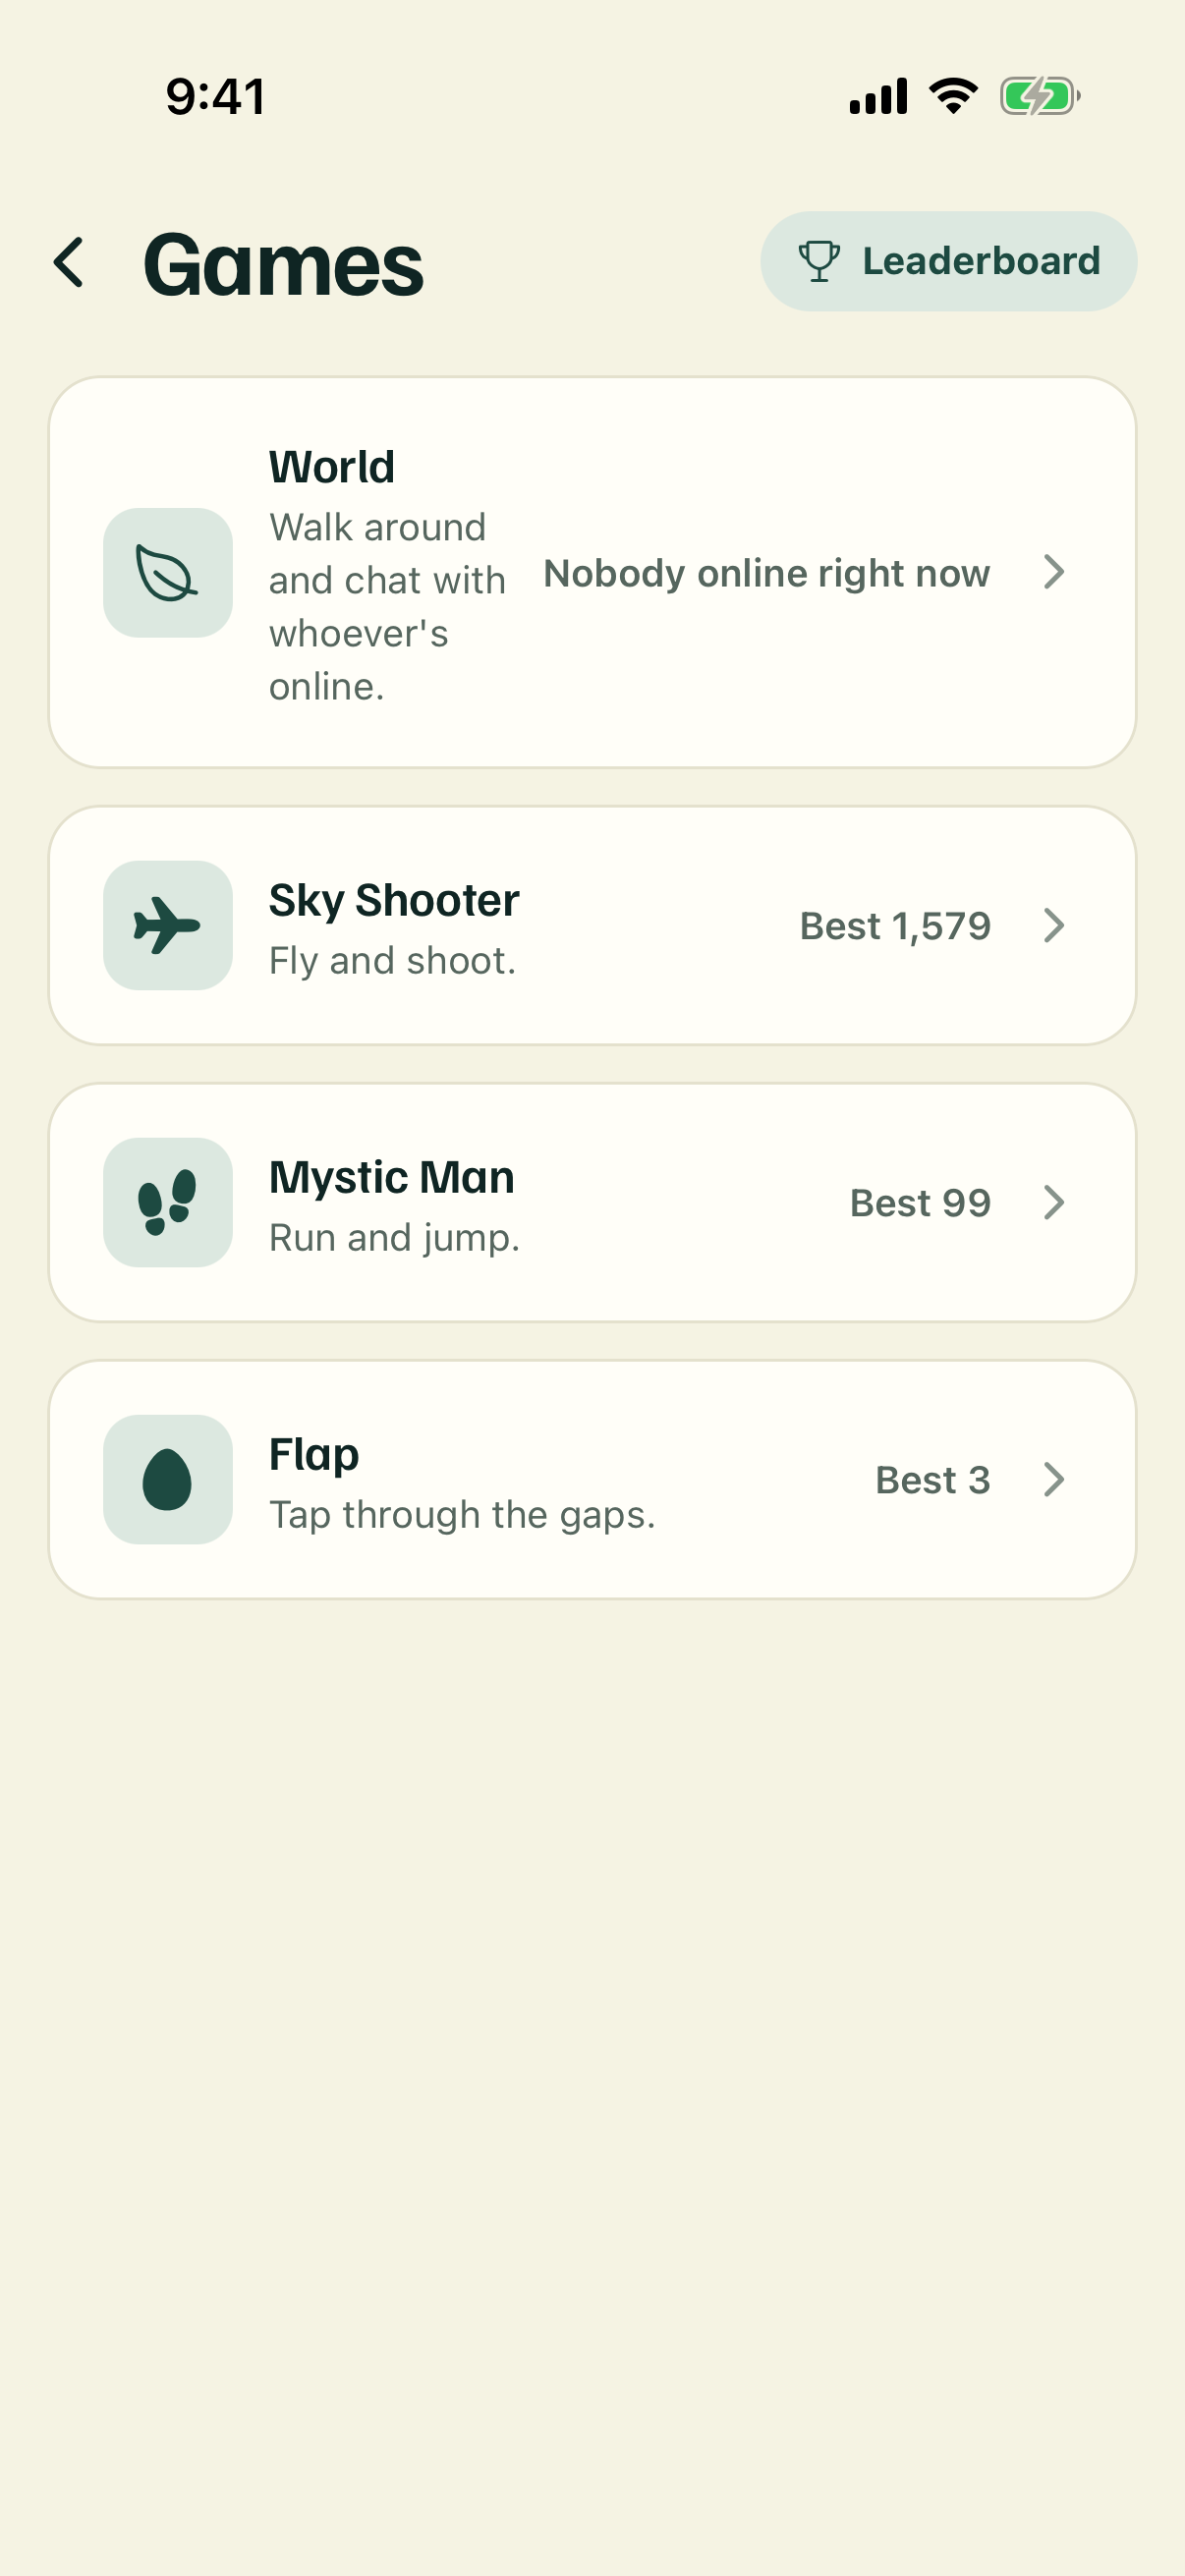 9:41
Games
Leaderboard
World
Walk around
and chat with
whoever's
online.
Nobody online right now
Sky Shooter
Fly and shoot.
Best 1,579
Mystic Man
Run and jump.
Best 99
Flap
Tap through the gaps.
Best 3